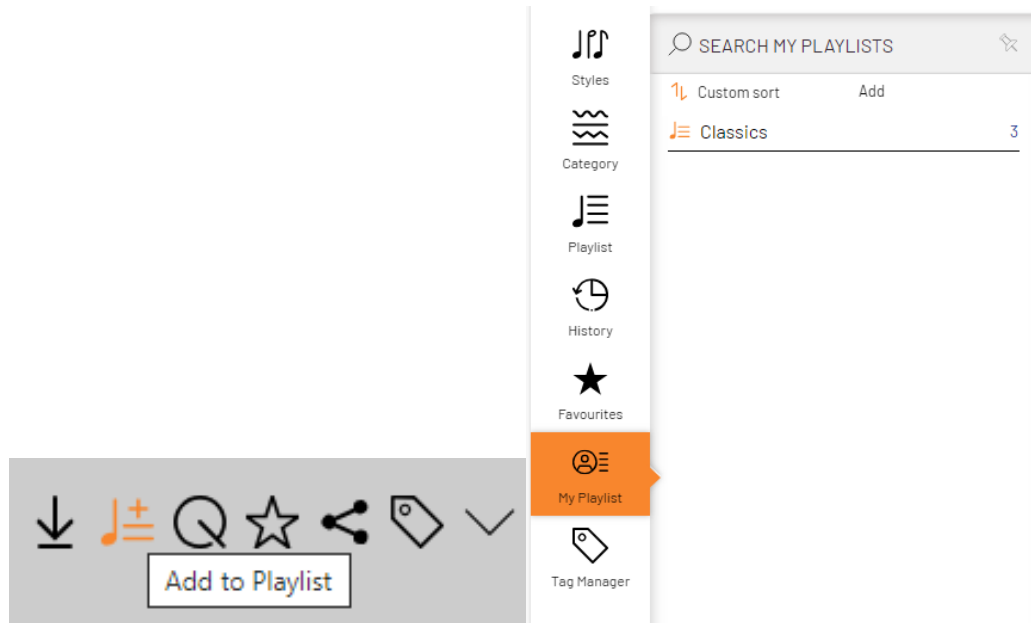 Styles
Category
Playlist
History
Favourites
My Playlist
Tag Manager
SEARCH MY PLAYLISTS
Custom sort Add
Classics 3
Add to Playlist